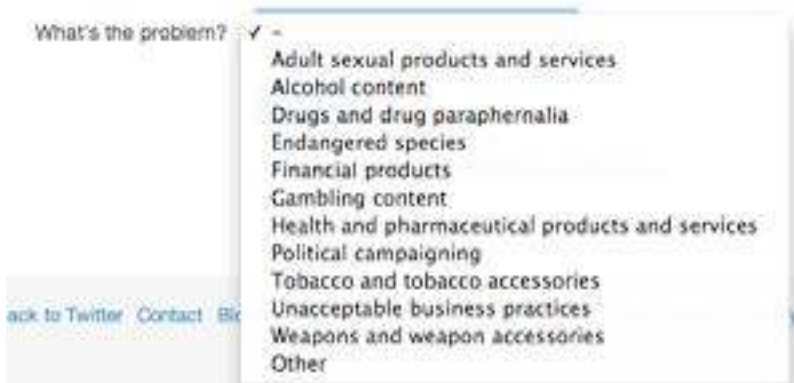 What's the problem? ✓ -
Adult sexual products and services
Alcohol content
Drugs and drug paraphernalia
Endangered species
Financial products
Gambling content
Health and pharmaceutical products and services
Political campaigning
Tobacco and tobacco accessories
Unacceptable business practices
ack to Twitter Contact
Weapons and weapon accessories
Other